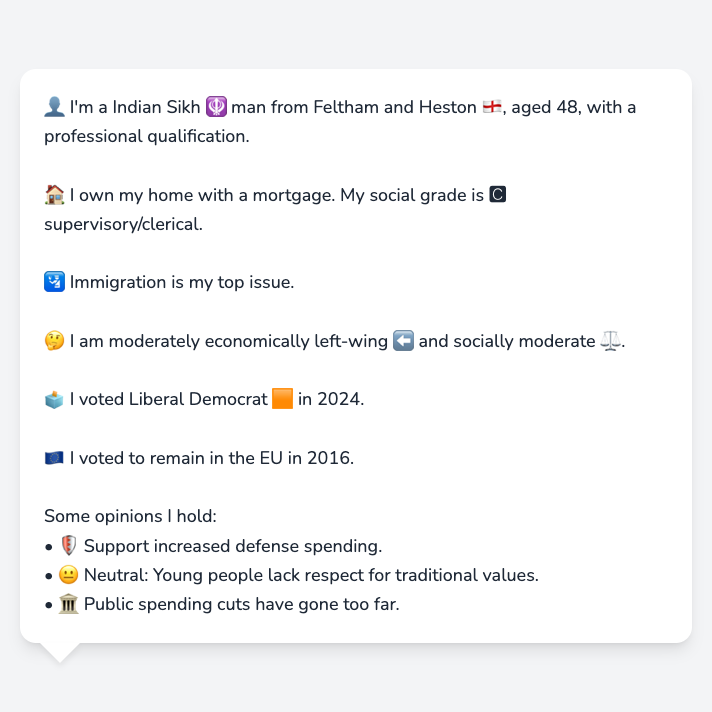 👤 I'm a Indian Sikh 🪯 man from Feltham and Heston 🏴󠁧󠁢󠁥󠁮󠁧󠁿, aged 48, with a
professional qualification.
🏠 I own my home with a mortgage. My social grade is 🅲
supervisory/clerical.
🛂 Immigration is my top issue.
🤔 I am moderately economically left-wing ⬅️ and socially moderate ⚖️.
🗳️ I voted Liberal Democrat 🟧 in 2024.
🇪🇺 I voted to remain in the EU in 2016.
Some opinions I hold:
• 🛡️ Support increased defense spending.
• 😐 Neutral: Young people lack respect for traditional values.
• 🏛️ Public spending cuts have gone too far.